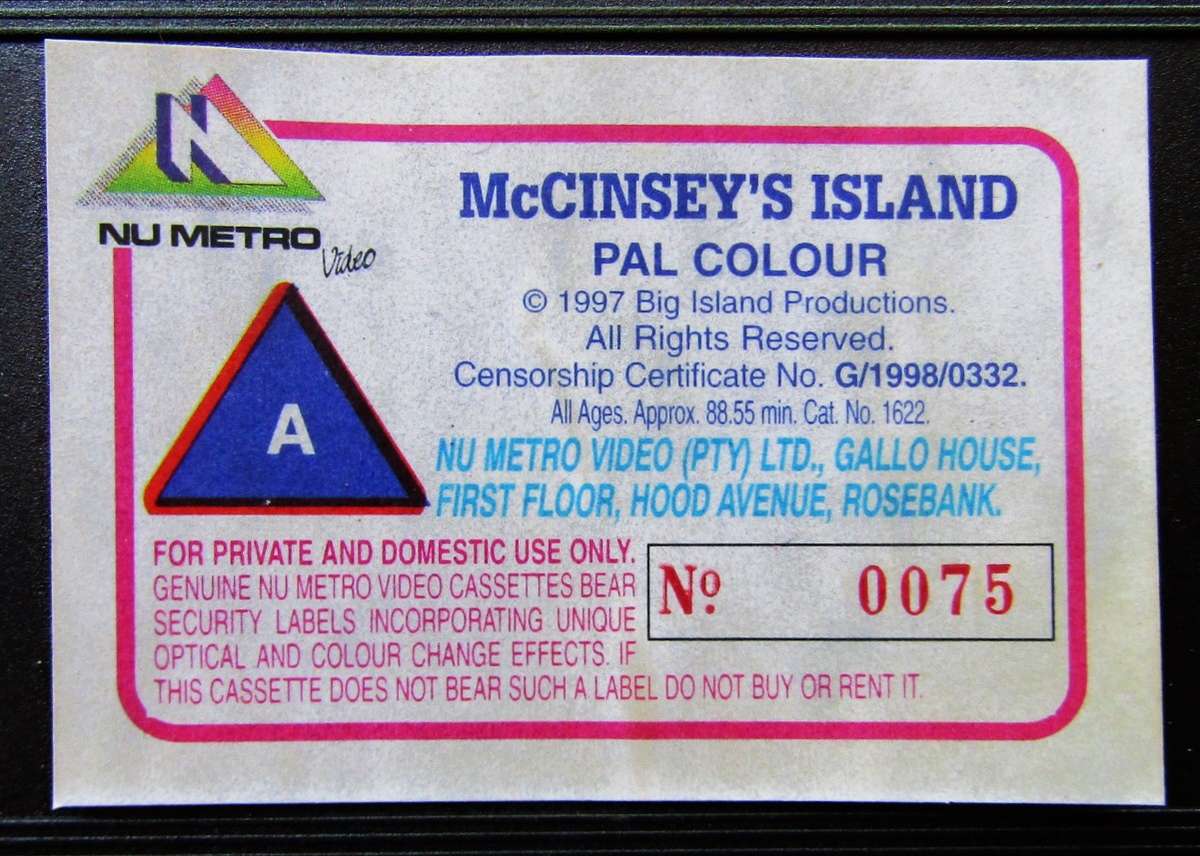 N
NU METRO
Video
McCINSEY'S ISLAND
PAL COLOUR
© 1997 Big Island Productions.
All Rights Reserved.
Censorship Certificate No. G/1998/0332.
All Ages. Approx. 88.55 min. Cat. No. 1622.
A
NU METRO VIDEO (PTY) LTD., GALLO HOUSE,
FIRST FLOOR, HOOD AVENUE, ROSEBANK.
FOR PRIVATE AND DOMESTIC USE ONLY.
GENUINE NU METRO VIDEO CASSETTES BEAR
SECURITY LABELS INCORPORATING UNIQUE
OPTICAL AND COLOUR CHANGE EFFECTS. IF
THIS CASSETTE DOES NOT BEAR SUCH A LABEL DO NOT BUY OR RENT IT.
No. 0075